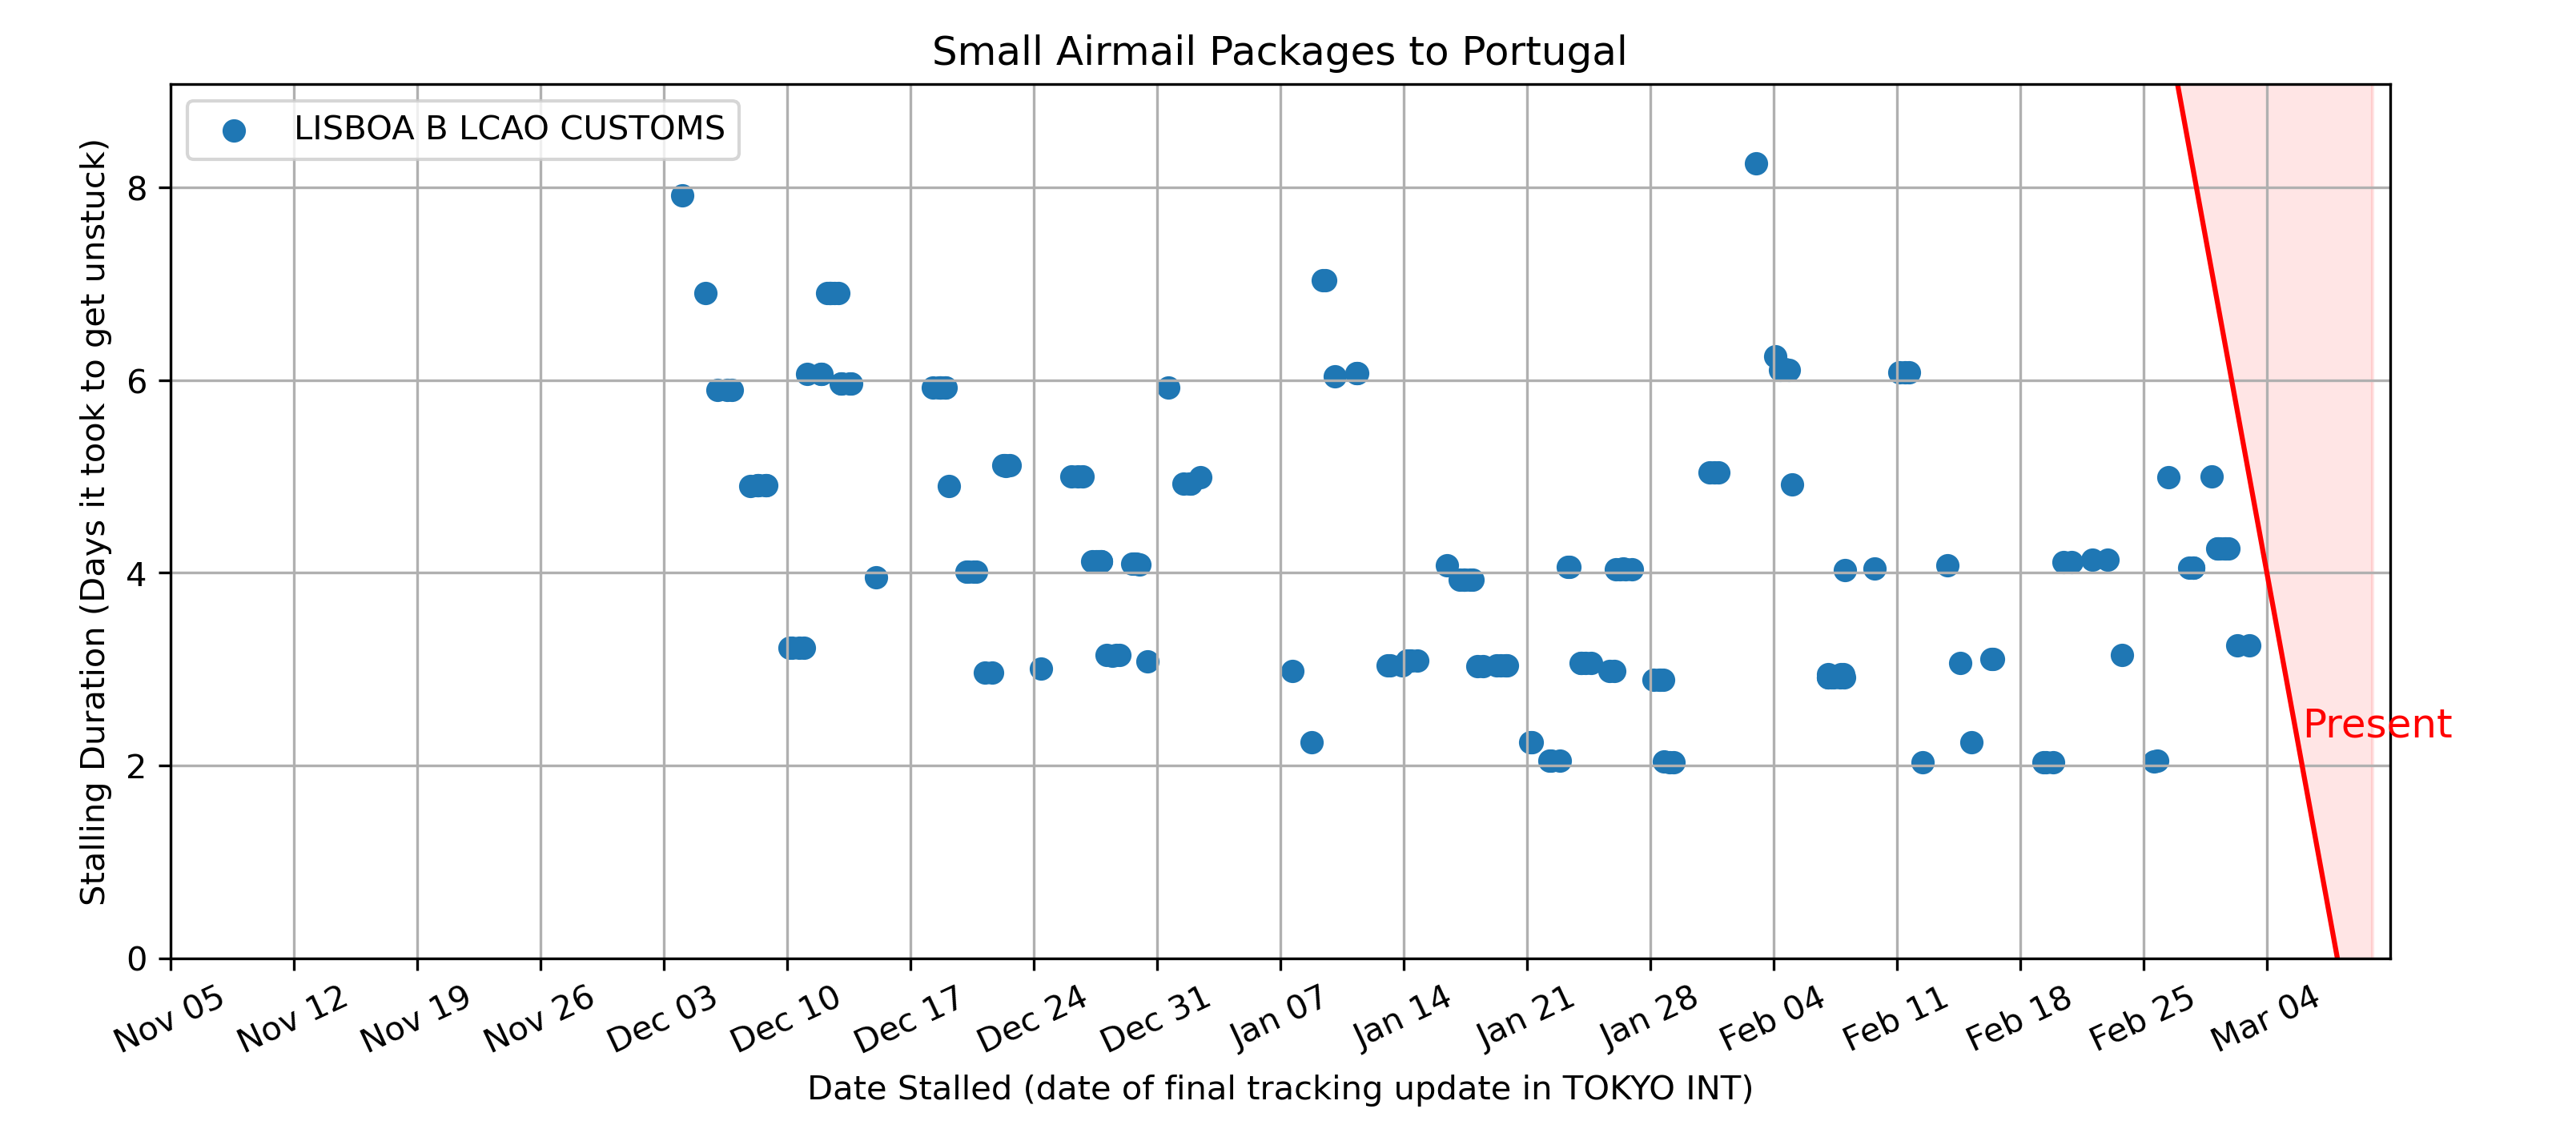 Small Airmail Packages to Portugal
LISBOA B LCAO CUSTOMS
Stalling Duration (Days it took to get unstuck)
8
6
4
2
0
Present
Nov 05
Nov 12
Nov 19
Nov 26
Dec 03
Dec 10
Dec 17
Dec 24
Dec 31
Jan 07
Jan 14
Jan 21
Jan 28
Feb 04
Feb 11
Feb 18
Feb 25
Mar 04
Date Stalled (date of final tracking update in TOKYO INT)